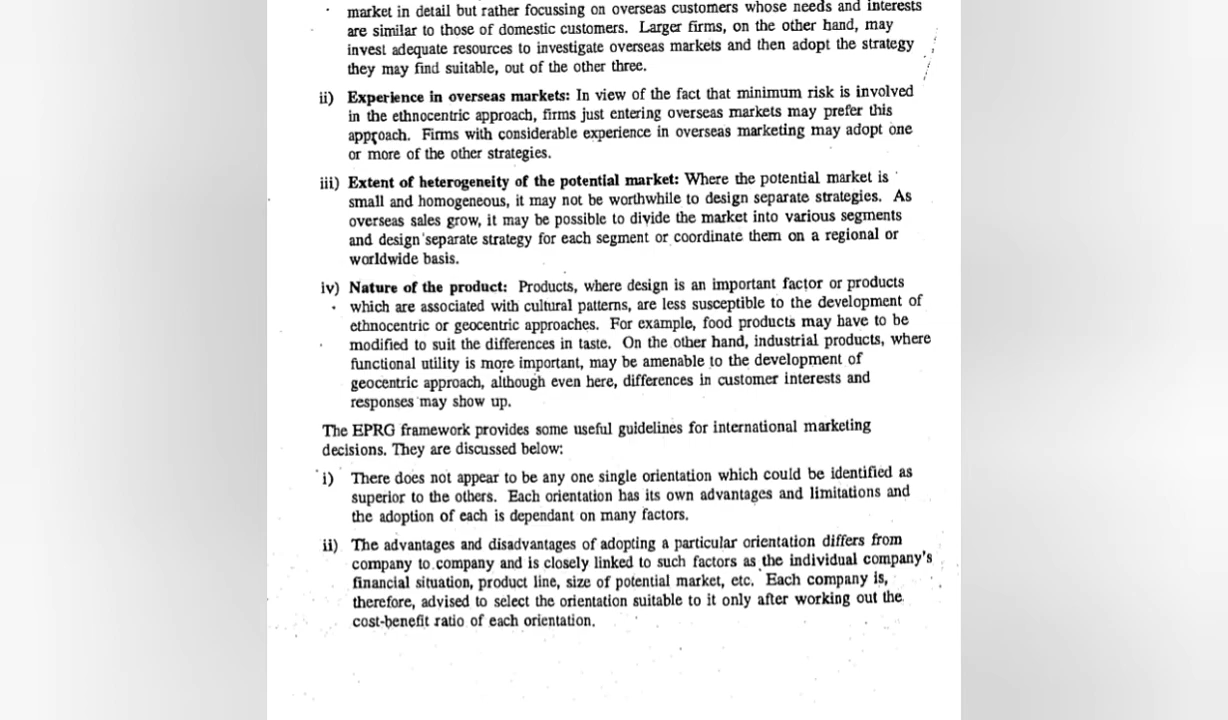 market in detail but rather focussing on overseas customers whose needs and interests
are similar to those of domestic customers. Larger firms, on the other hand, may
invest adequate resources to investigate overseas markets and then adopt the strategy
they may find suitable, out of the other three.
ii) Experience in overseas markets: In view of the fact that minimum risk is involved
in the ethnocentric approach, firms just entering overseas markets may prefer this
approach. Firms with considerable experience in overseas marketing may adopt one
or more of the other strategies.
iii) Extent of heterogeneity of the potential market: Where the potential market is
small and homogeneous, it may not be worthwhile to design separate strategies. As
overseas sales grow, it may be possible to divide the market into various segments
and design separate strategy for each segment or coordinate them on a regional or
worldwide basis.
iv) Nature of the product: Products, where design is an important factor or products
which are associated with cultural patterns, are less susceptible to the development of
ethnocentric or geocentric approaches. For example, food products may have to be
modified to suit the differences in taste. On the other hand, industrial products, where
functional utility is more important, may be amenable to the development of
geocentric approach, although even here, differences in customer interests and
responses may show up.
The EPRG framework provides some useful guidelines for international marketing
decisions. They are discussed below:
i) There does not appear to be any one single orientation which could be identified as
superior to the others. Each orientation has its own advantages and limitations and
the adoption of each is dependant on many factors.
ii) The advantages and disadvantages of adopting a particular orientation differs from
company to company and is closely linked to such factors as the individual company's
financial situation, product line, size of potential market, etc. Each company is,
therefore, advised to select the orientation suitable to it only after working out the
cost-benefit ratio of each orientation.